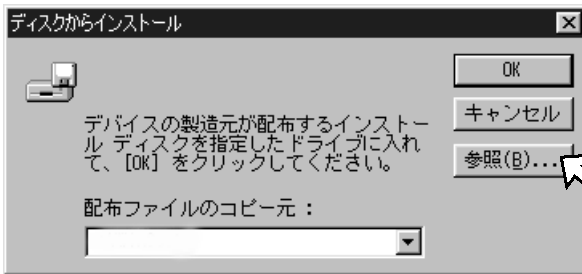 ディスクからインストール
OK
デバイスの製造元が配布するインストー
ル ディスクを指定したドライブに入れ
て、[OK] をクリックしてください。
キャンセル
参照(B)...
配布ファイルのコピー元 :